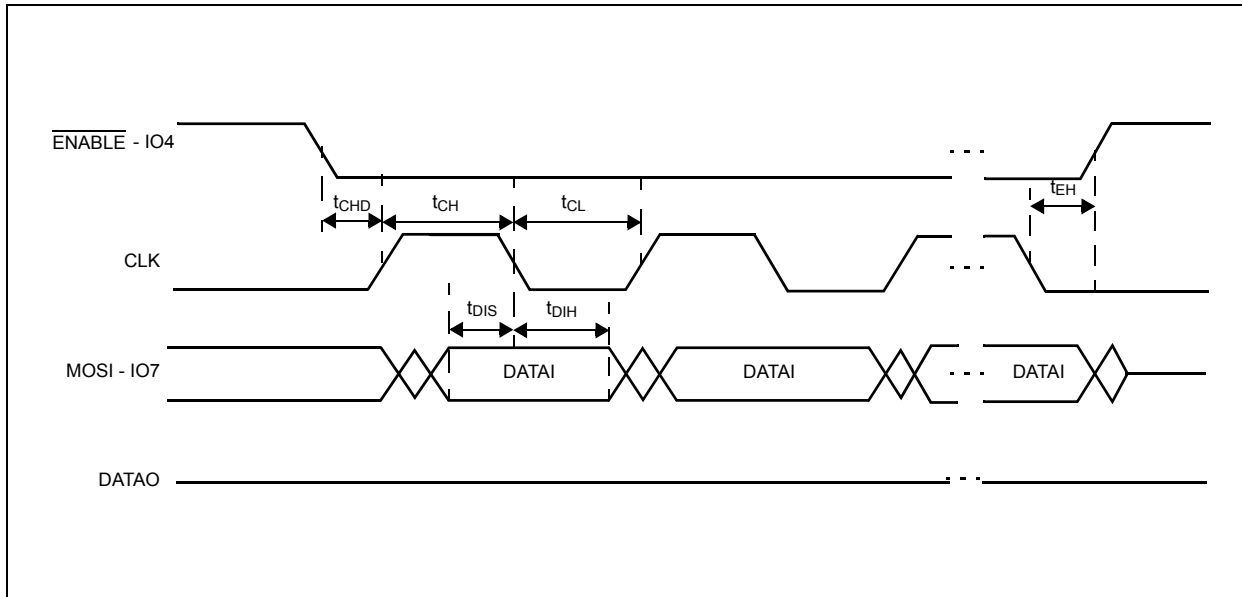 ENABLE - IO4
tEH
tCHD tCH tCL
CLK
tDIS tDIH
MOSI - IO7 DATAI DATAI DATAI
DATAO